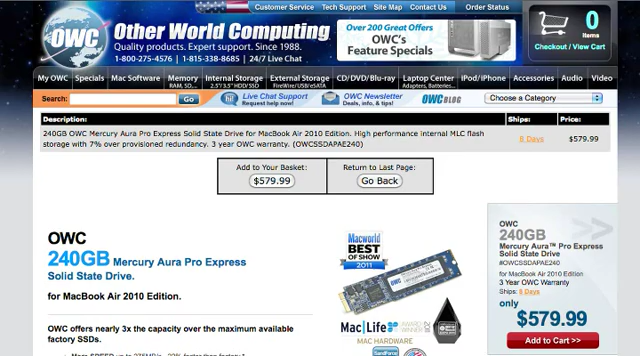 Customer Service | Tech Support | Site Map | Contact Us | Order Status
OWC
Other World Computing
Quality products. Expert support. Since 1988.
1-800-275-4576 | 1-815-338-8685 | 24/7 Live Chat
Over 200 Great Offers
OWC's
Feature Specials
0
Items
Checkout / View Cart
My OWC | Specials | Mac Software | Memory | Internal Storage | External Storage | CD/DVD/Blu-ray | Laptop Center | iPod/iPhone | Accessories | Audio | Video
RAM, SO... 2.5"/3.5" HDD/SSD FireWire/USB/eSATA Adapters, Batteries...
Search: Go
Live Chat Support
Request help now!
OWC Newsletter
Deals, info, & tips!
OWC BLOG
Choose a Category
Description: Ships: Price:
240GB OWC Mercury Aura Pro Express Solid State Drive for MacBook Air 2010 Edition. High performance internal MLC flash
storage with 7% over provisioned redundancy. 3 year OWC warranty. (OWCSSDAPAE240)
8 Days $579.99
Add to Your Basket: Return to Last Page:
$579.99 Go Back
OWC
240GB Mercury Aura Pro Express
Solid State Drive.
for MacBook Air 2010 Edition.
OWC offers nearly 3x the capacity over the maximum available
factory SSDs.
Macworld
BEST
OF SHOW
2011
OWC
Mac|Life
AWARD
WINNER
2011
MAC HARDWARE
SandForce
OWC
240GB
Mercury Aura™ Pro Express
Solid State Drive
#OWCSSDAPAE240
for MacBook Air 2010 Edition
3 Year OWC Warranty
Ships: 8 Days
only
$579.99
Add to Cart >>